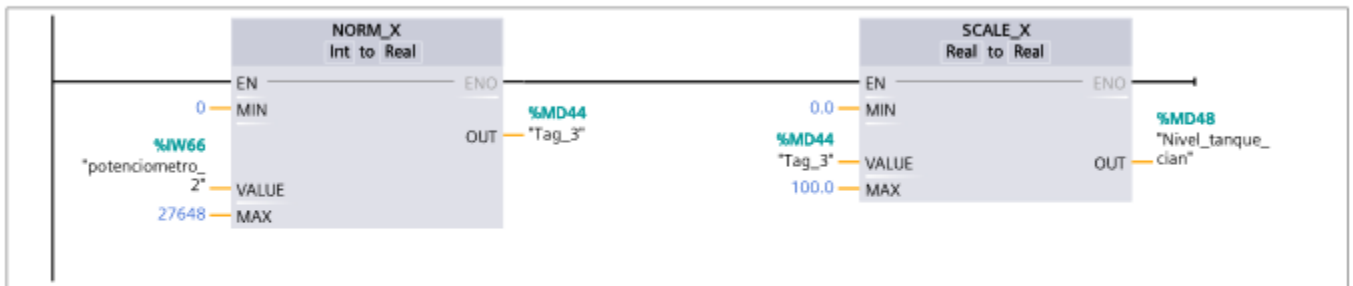 NORM_X
Int to Real
EN
ENO
0
MIN
%MD44
"Tag_3"
OUT
%IW66
"potenciometro_
2"
VALUE
27648
MAX
SCALE_X
Real to Real
EN
ENO
0.0
MIN
%MD44
"Tag_3"
VALUE
100.0
MAX
%MD48
"Nivel_tanque_
cian"
OUT